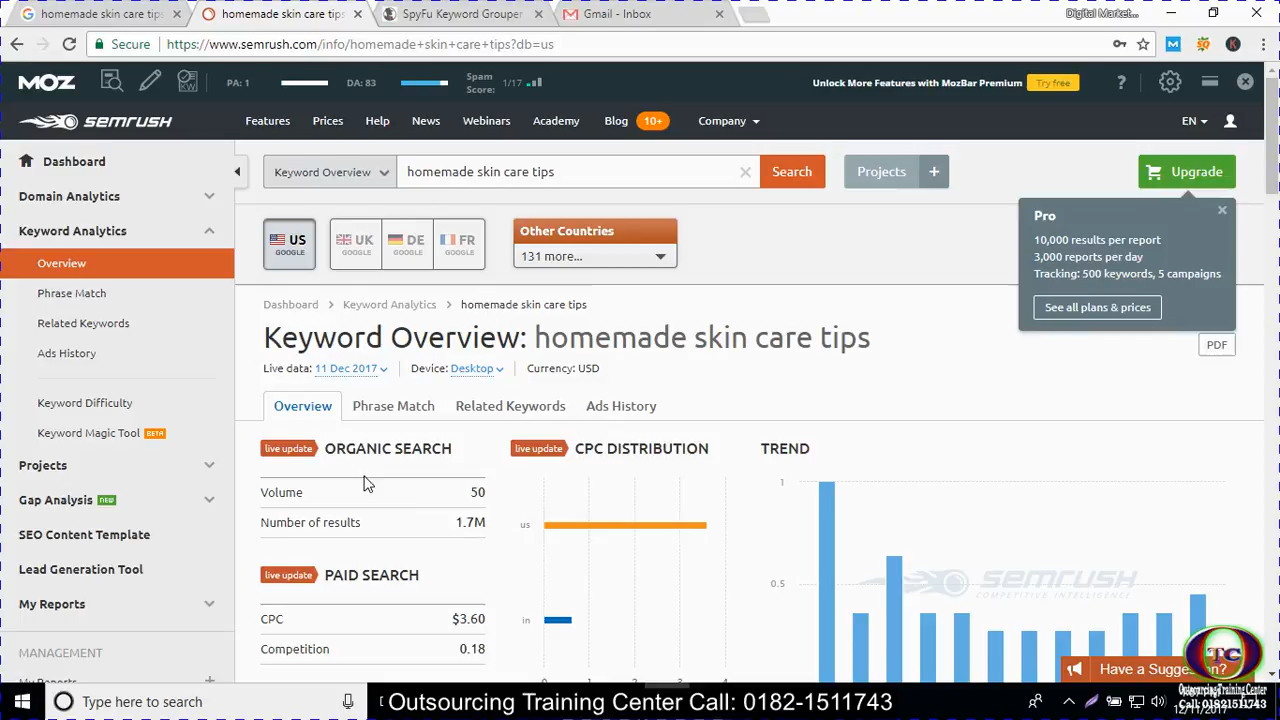 homemade skin care tips
homemade skin care tips
SpyFu Keyword Grouper
Gmail - Inbox
Digital Market...
Secure
https://www.semrush.com/info/homemade+skin+care+tips?db=us
MOZ
PA: 1
DA: 83
Spam Score: 1/17
Unlock More Features with MozBar Premium
Try free
SEMRUSH
Features
Prices
Help
News
Webinars
Academy
Blog
10+
Company
EN
Dashboard
Domain Analytics
Keyword Analytics
Overview
Phrase Match
Related Keywords
Ads History
Keyword Difficulty
Keyword Magic Tool BETA
Projects
Gap Analysis NEW
SEO Content Template
Lead Generation Tool
My Reports
MANAGEMENT
Keyword Overview
homemade skin care tips
Search
Projects +
Upgrade
Pro
10,000 results per report
3,000 reports per day
Tracking: 500 keywords, 5 campaigns
See all plans & prices
US GOOGLE
UK GOOGLE
DE GOOGLE
FR GOOGLE
Other Countries
131 more...
Dashboard > Keyword Analytics > homemade skin care tips
Keyword Overview: homemade skin care tips
PDF
Live data: 11 Dec 2017
Device: Desktop
Currency: USD
Overview
Phrase Match
Related Keywords
Ads History
live update ORGANIC SEARCH
Volume 50
Number of results 1.7M
live update PAID SEARCH
CPC $3.60
Competition 0.18
live update CPC DISTRIBUTION
us
in
TREND
1
0.5
semrush
COMPETITIVE INTELLIGENCE
Have a Suggestion?
TC
Outsourcing Training Center
Call: 01821511743
Type here to search
Outsourcing Training Center Call: 0182-1511743